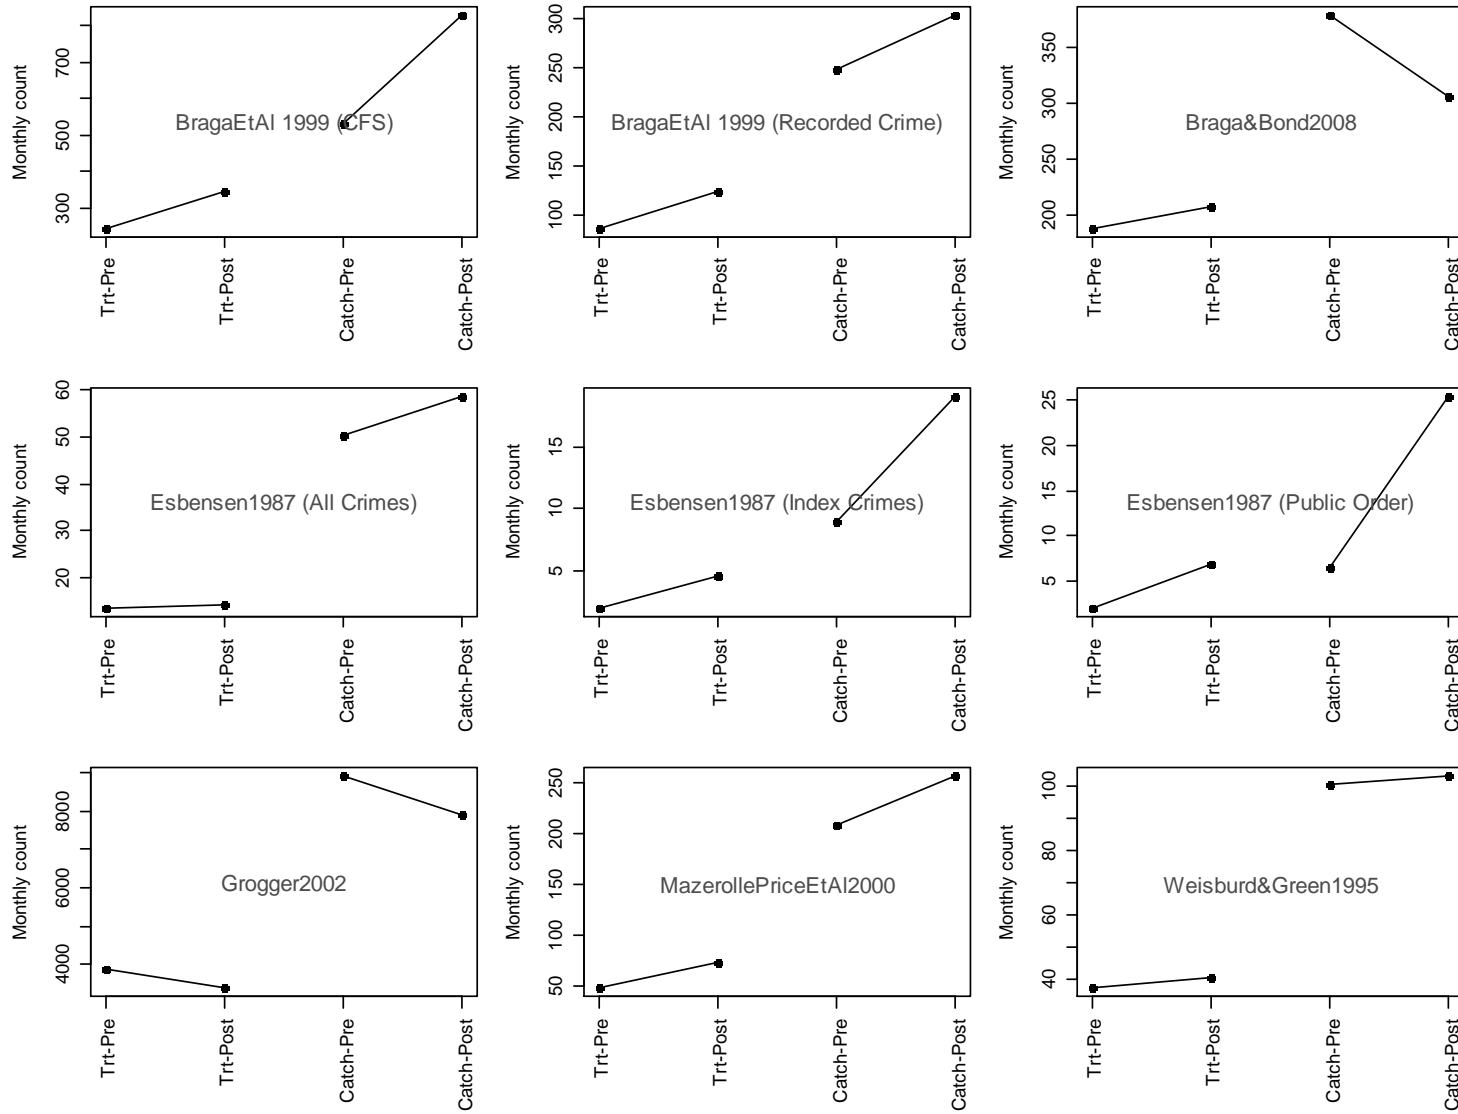 Monthly count
300 500 700
BragaEtAl 1999 (CFS)
Trt-Pre
Trt-Post
Catch-Pre
Catch-Post
Monthly count
100 150 200 250 300
BragaEtAl 1999 (Recorded Crime)
Trt-Pre
Trt-Post
Catch-Pre
Catch-Post
Monthly count
200 250 300 350
Braga&Bond2008
Trt-Pre
Trt-Post
Catch-Pre
Catch-Post
Monthly count
20 30 40 50 60
Esbensen1987 (All Crimes)
Trt-Pre
Trt-Post
Catch-Pre
Catch-Post
Monthly count
5 10 15
Esbensen1987 (Index Crimes)
Trt-Pre
Trt-Post
Catch-Pre
Catch-Post
Monthly count
5 10 15 20 25
Esbensen1987 (Public Order)
Trt-Pre
Trt-Post
Catch-Pre
Catch-Post
Monthly count
4000 6000 8000
Grogger2002
Trt-Pre
Trt-Post
Catch-Pre
Catch-Post
Monthly count
50 100 150 200 250
MazerollePriceEtAl2000
Trt-Pre
Trt-Post
Catch-Pre
Catch-Post
Monthly count
40 60 80 100
Weisburd&Green1995
Trt-Pre
Trt-Post
Catch-Pre
Catch-Post